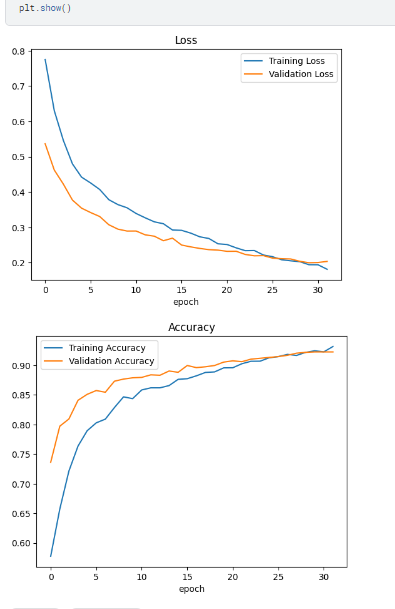 plt.show()
Loss
0.8
0.7
0.6
0.5
0.4
0.3
0.2
Training Loss
Validation Loss
0 5 10 15 20 25 30
epoch
Accuracy
0.90
0.85
0.80
0.75
0.70
0.65
0.60
Training Accuracy
Validation Accuracy
0 5 10 15 20 25 30
epoch